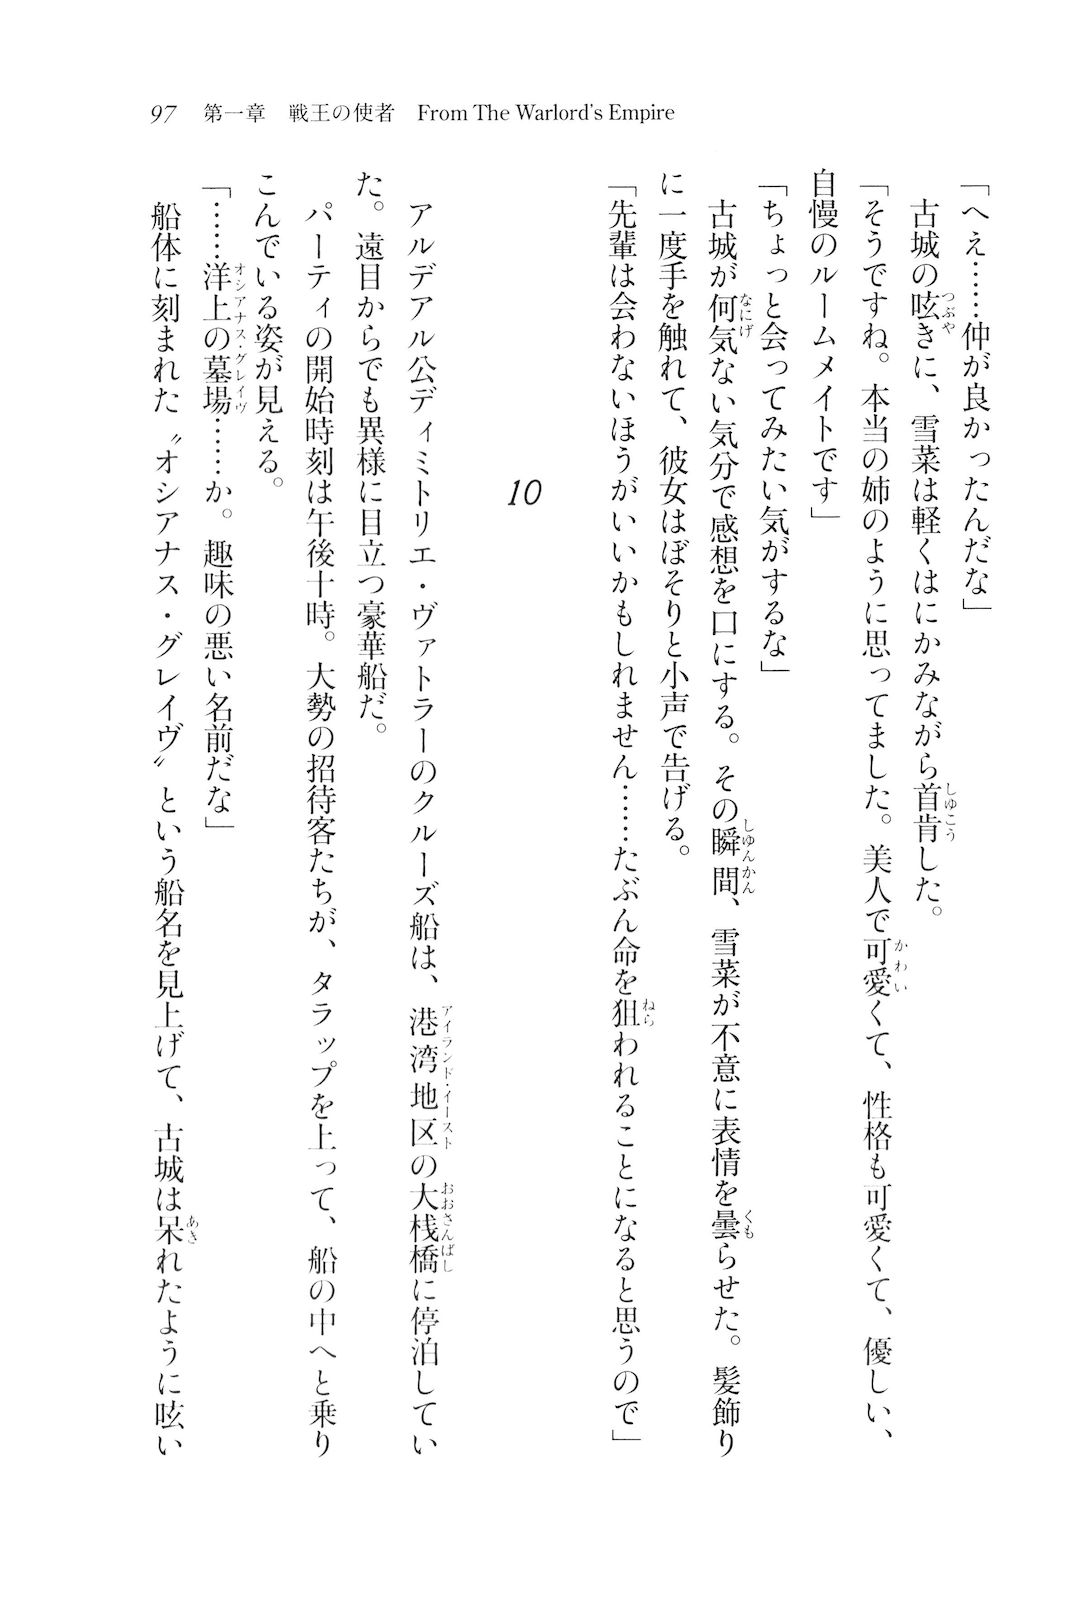 97　第一章　戦王の使者　From The Warlord's Empire
「へえ……仲が良かったんだな」
　古城の呟きに、雪菜は軽くはにかみながら首肯した。
「そうですね。本当の姉のように思ってました。美人で可愛くて、性格も可愛くて、優しい、
自慢のルームメイトです」
「ちょっと会ってみたい気がするな」
　古城が何気ない気分で感想を口にする。その瞬間、雪菜が不意に表情を曇らせた。髪飾り
に一度手を触れて、彼女はぼそりと小声で告げる。
「先輩は会わないほうがいいかもしれません……たぶん命を狙われることになると思うので」
10
　アルデアル公ディミトリエ・ヴァトラーのクルーズ船は、港湾地区の大桟橋に停泊してい
た。遠目からでも異様に目立つ豪華船だ。
　パーティの開始時刻は午後十時。大勢の招待客たちが、タラップを上って、船の中へと乗り
こんでいる姿が見える。
「……洋上の墓場……か。趣味の悪い名前だな」
　船体に刻まれた〝オシアナス・グレイヴ〟という船名を見上げて、古城は呆れたように呟い